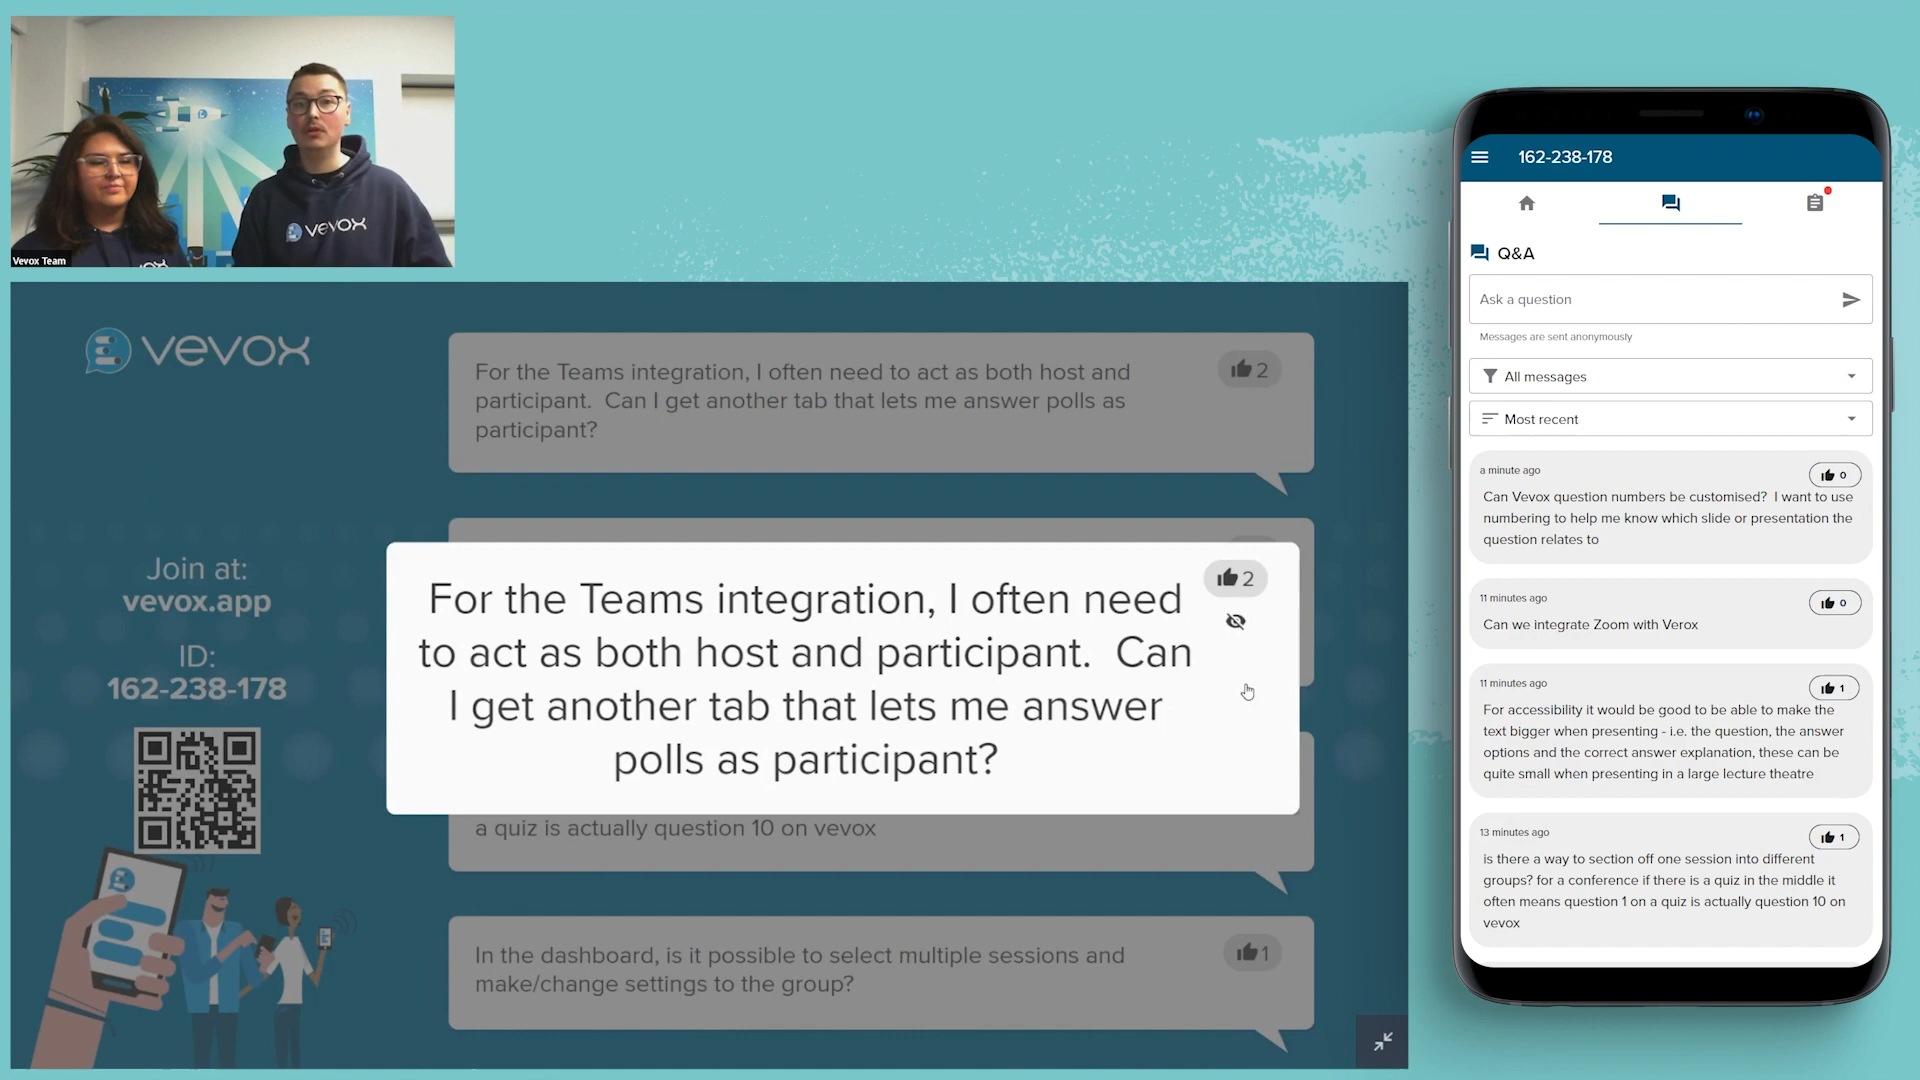 vevox
Vevox Team
vevox
For the Teams integration, I often need to act as both host and
participant.  Can I get another tab that lets me answer polls as
participant?
2
Join at:
vevox.app
ID:
162-238-178
For the Teams integration, I often need
to act as both host and participant.  Can
I get another tab that lets me answer
polls as participant?
2
a quiz is actually question 10 on vevox
In the dashboard, is it possible to select multiple sessions and
make/change settings to the group?
1
162-238-178
Q&A
Ask a question
Messages are sent anonymously
All messages
Most recent
a minute ago
0
Can Vevox question numbers be customised?  I want to use
numbering to help me know which slide or presentation the
question relates to
11 minutes ago
0
Can we integrate Zoom with Verox
11 minutes ago
1
For accessibility it would be good to be able to make the
text bigger when presenting - i.e. the question, the answer
options and the correct answer explanation, these can be
quite small when presenting in a large lecture theatre
13 minutes ago
1
is there a way to section off one session into different
groups? for a conference if there is a quiz in the middle it
often means question 1 on a quiz is actually question 10 on
vevox